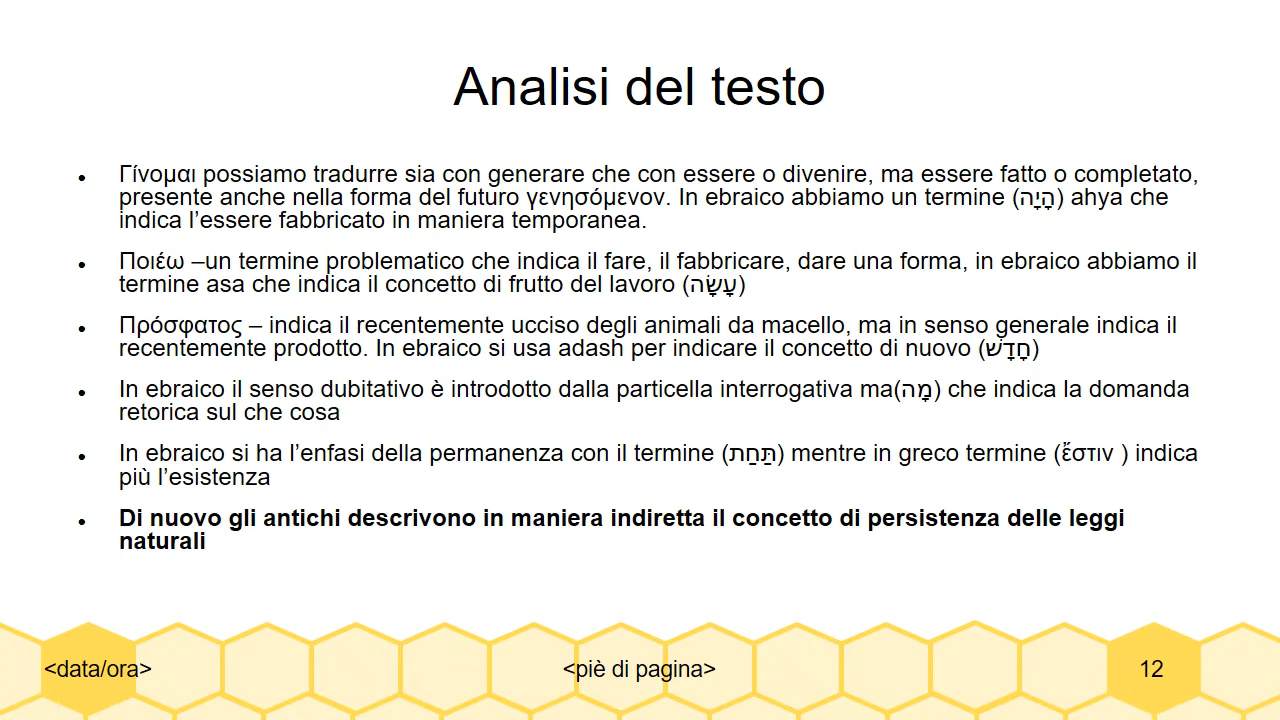 Analisi del testo
Γίνομαι possiamo tradurre sia con generare che con essere o divenire, ma essere fatto o completato,
presente anche nella forma del futuro γενησόμενον. In ebraico abbiamo un termine (הָיָה) ahya che
indica l’essere fabbricato in maniera temporanea.
Ποιέω –un termine problematico che indica il fare, il fabbricare, dare una forma, in ebraico abbiamo il
termine asa che indica il concetto di frutto del lavoro (עָשָׂה)
Πρόσφατος – indica il recentemente ucciso degli animali da macello, ma in senso generale indica il
recentemente prodotto. In ebraico si usa adash per indicare il concetto di nuovo (חָדָשׁ)
In ebraico il senso dubitativo è introdotto dalla particella interrogativa ma(מָה) che indica la domanda
retorica sul che cosa
In ebraico si ha l’enfasi della permanenza con il termine (תַּחַת) mentre in greco termine (ἔστιν ) indica
più l’esistenza
Di nuovo gli antichi descrivono in maniera indiretta il concetto di persistenza delle leggi
naturali
<data/ora> <piè di pagina> 12